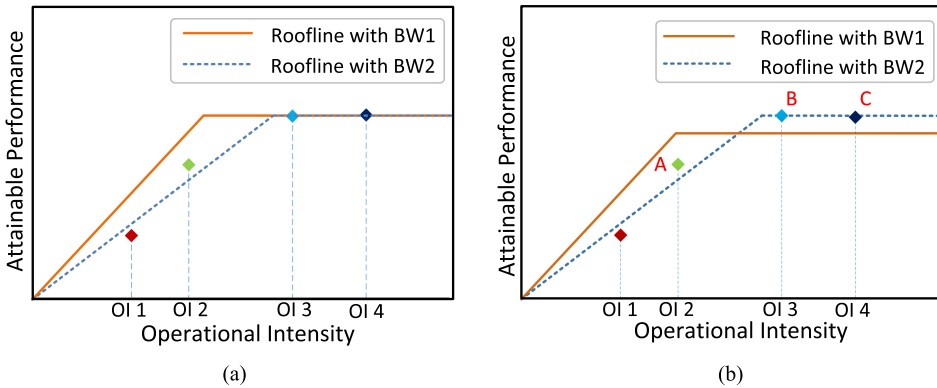 Attainable Performance
Roofline with BW1
Roofline with BW2
OI 1
OI 2
OI 3
OI 4
Operational Intensity
(a)
Attainable Performance
Roofline with BW1
Roofline with BW2
B
C
A
OI 1
OI 2
OI 3
OI 4
Operational Intensity
(b)